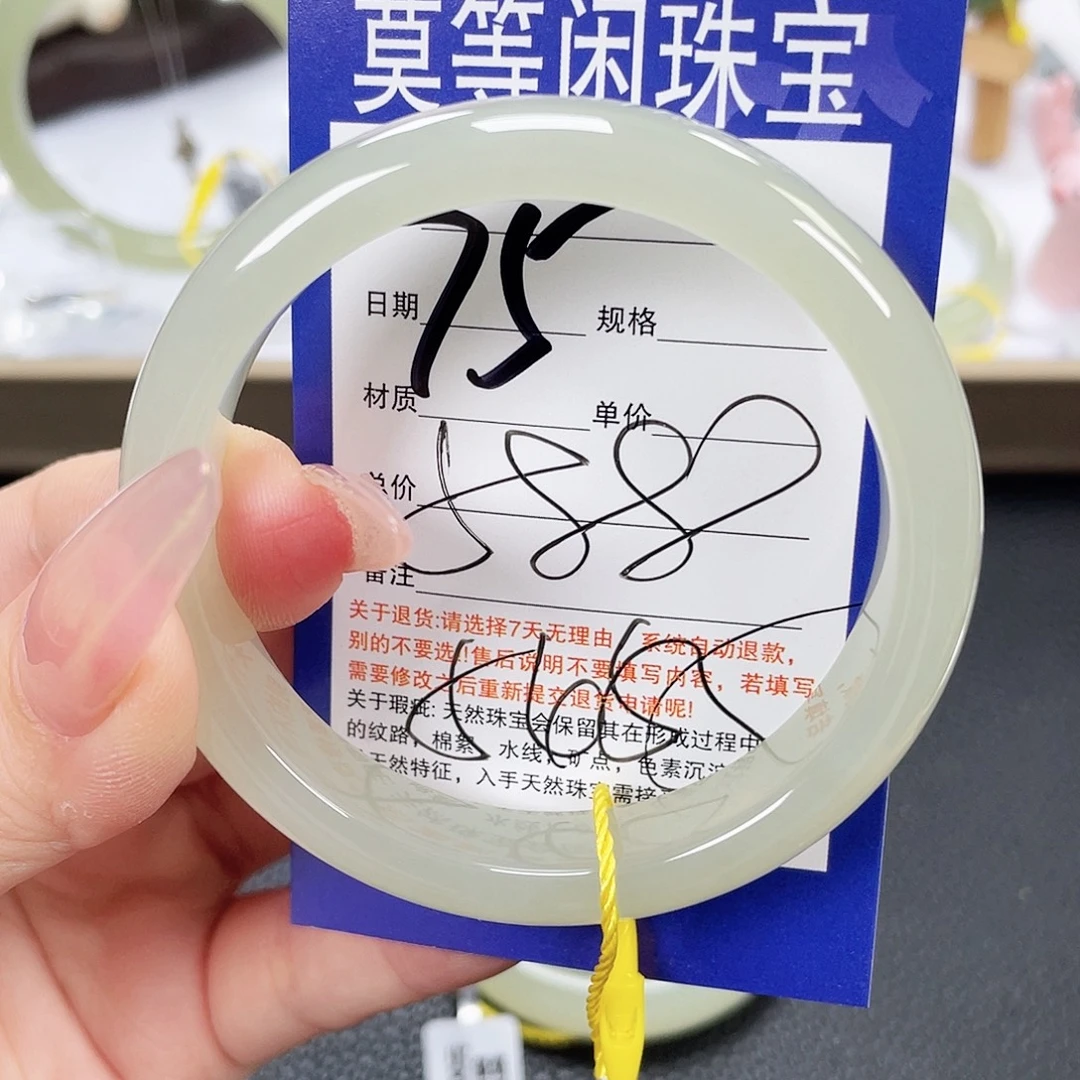 莫等闲珠宝
75
日期 规格
材质 单价
588
总价
备注
关于退货:请选择7天无理由 系统自动退款，
别的不要选!!售后说明不要填写内容，若填写
需要修改之后重新提交退货申请呢!
关于瑕疵: 天然珠宝会保留其在形成过程中
的纹路，棉絮，水线，矿点，色素沉淀
天然特征，入手天然珠宝需接